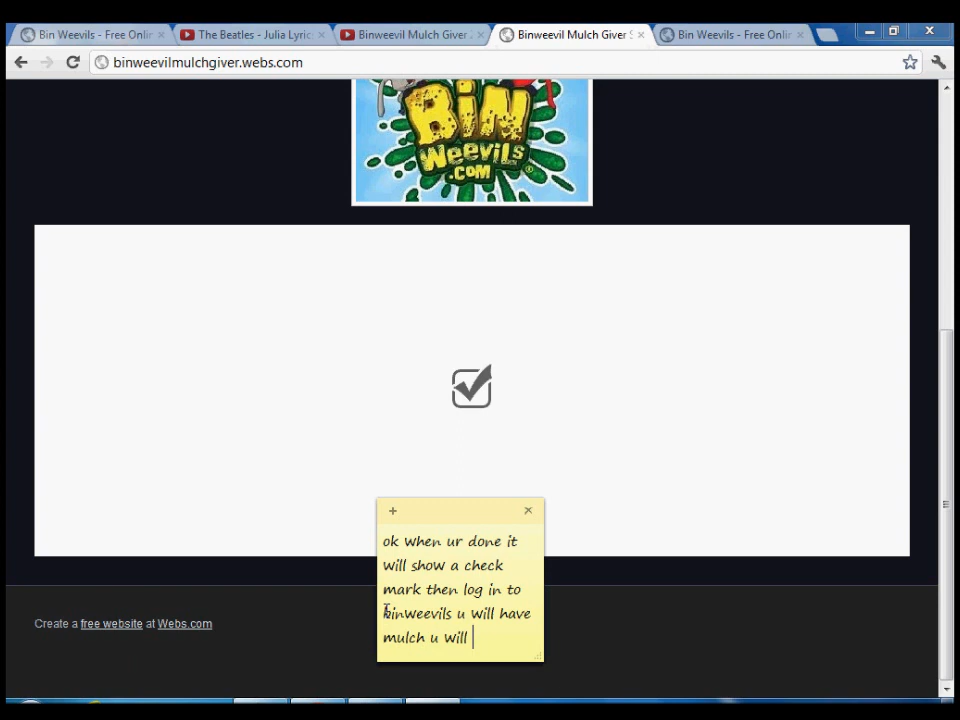 Bin Weevils - Free Onlin
The Beatles - Julia Lyric
Binweevil Mulch Giver
Binweevil Mulch Giver S
Bin Weevils - Free Onlin
binweevilmulchgiver.webs.com
BiN
Weevils
.COM
ok when ur done it
will show a check
mark then log in to
binweevils u will have
mulch u will
Create a free website at Webs.com